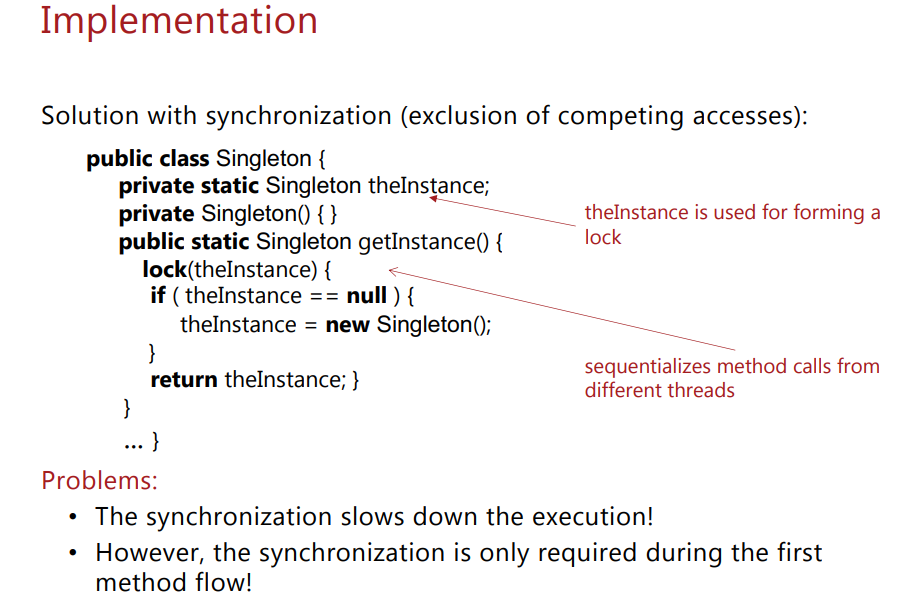 Implementation
Solution with synchronization (exclusion of competing accesses):
public class Singleton {
private static Singleton theInstance;
private Singleton() { }
public static Singleton getInstance() {
lock(theInstance) {
if ( theInstance == null ) {
theInstance = new Singleton();
}
return theInstance; }
}
... }
theInstance is used for forming a
lock
sequentializes method calls from
different threads
Problems:
• The synchronization slows down the execution!
• However, the synchronization is only required during the first
method flow!